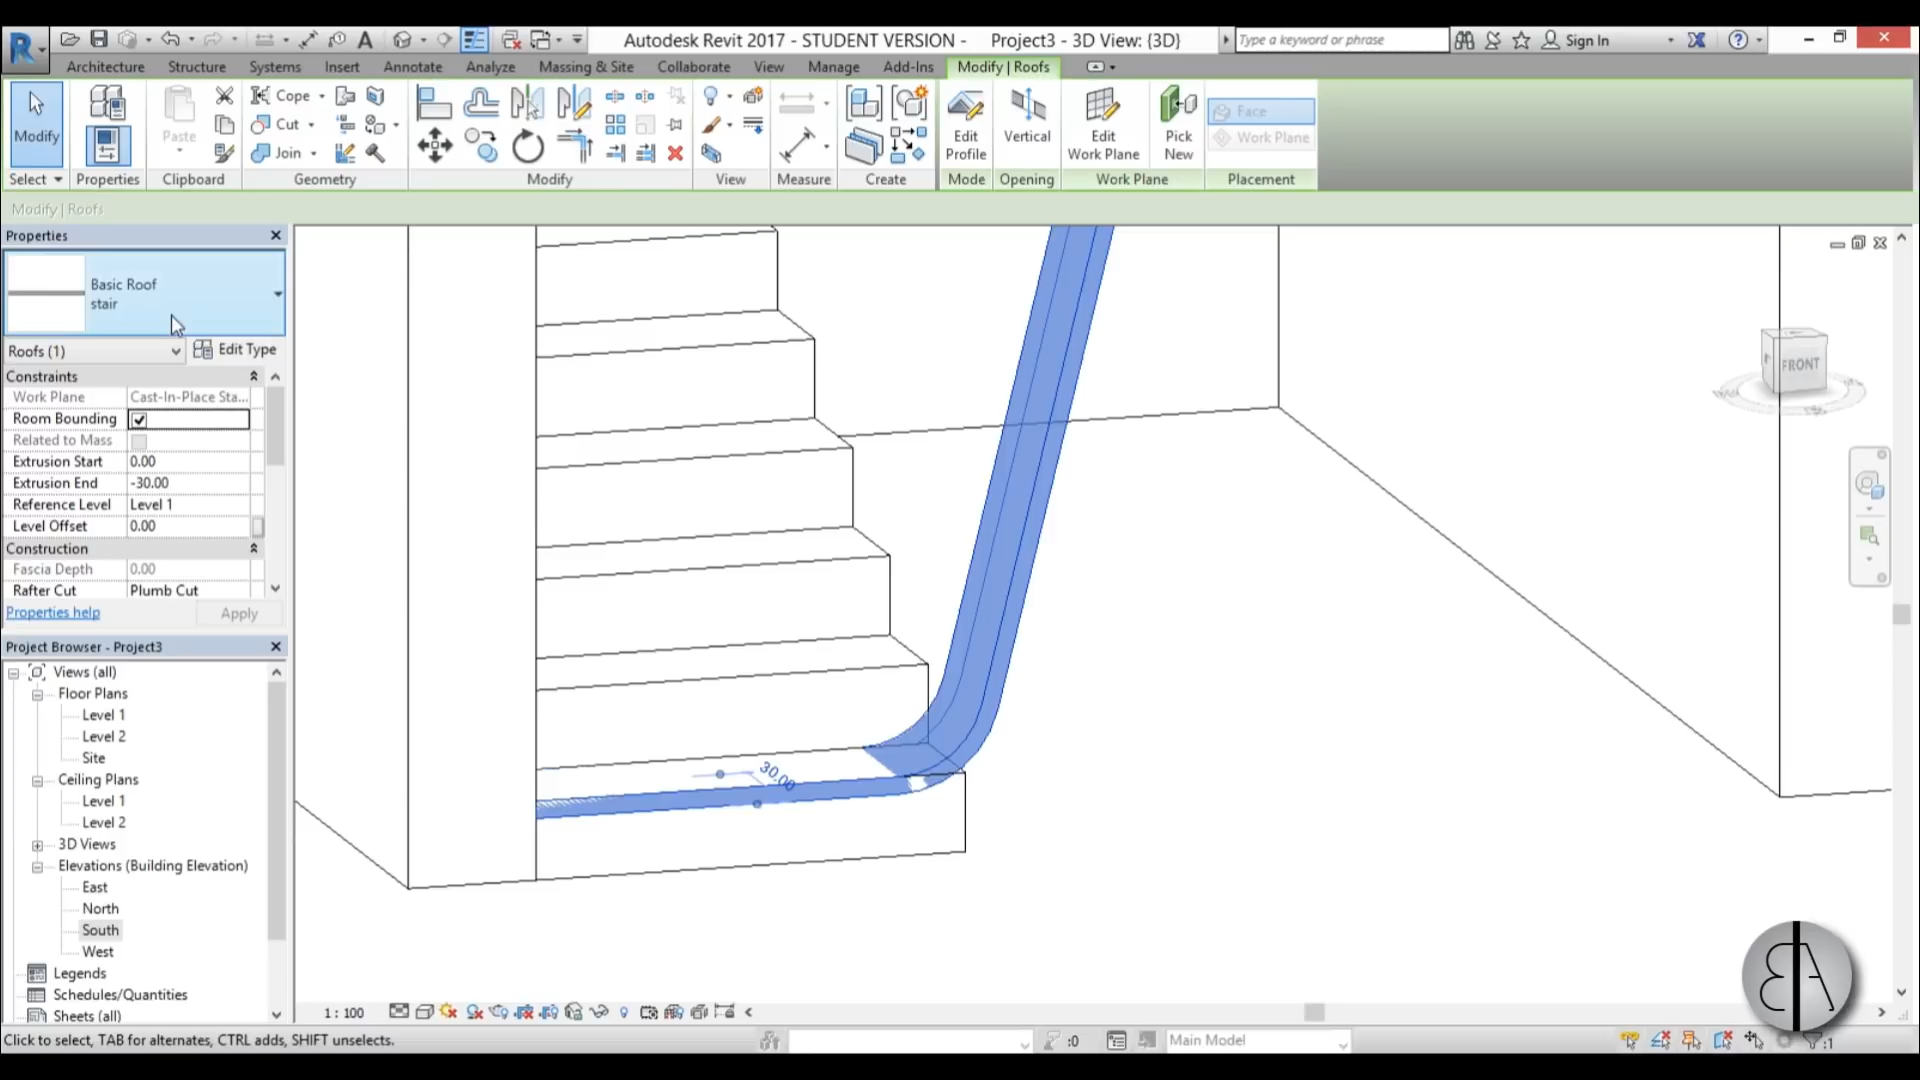 Autodesk Revit 2017 - STUDENT VERSION - Project3 - 3D View: {3D}
Type a keyword or phrase
Sign In
Architecture Structure Systems Insert Annotate Analyze Massing & Site Collaborate View Manage Add-Ins Modify | Roofs
Modify
Paste
Cope
Cut
Join
Edit Profile
Vertical
Edit Work Plane
Pick New
Face
Work Plane
Select Properties Clipboard Geometry Modify View Measure Create Mode Opening Work Plane Placement
Modify | Roofs
Properties
Basic Roof
stair
Roofs (1) Edit Type
Constraints
Work Plane Cast-In-Place Sta...
Room Bounding
Related to Mass
Extrusion Start 0.00
Extrusion End -30.00
Reference Level Level 1
Level Offset 0.00
Construction
Fascia Depth 0.00
Rafter Cut Plumb Cut
Properties help Apply
Project Browser - Project3
Views (all)
Floor Plans
Level 1
Level 2
Site
Ceiling Plans
Level 1
Level 2
3D Views
Elevations (Building Elevation)
East
North
South
West
Legends
Schedules/Quantities
Sheets (all)
30.00
FRONT
1 : 100
Click to select, TAB for alternates, CTRL adds, SHIFT unselects.
:0
Main Model
:1